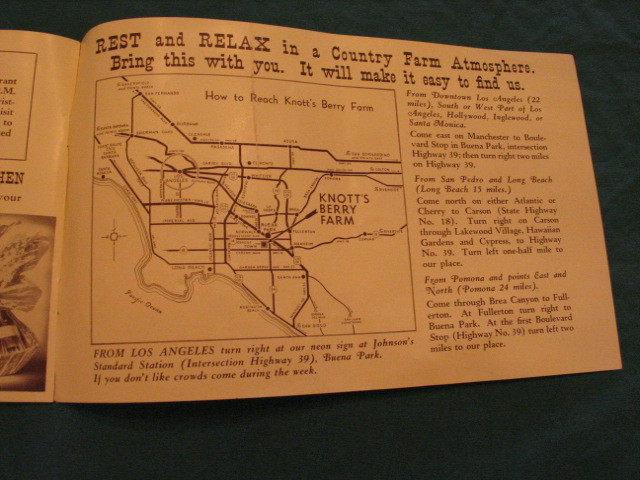 rant
.M.
rist-
isit
to
ed
HEN
your
REST and RELAX in a Country Farm Atmosphere.
Bring this with you. It will make it easy to find us.
How to Reach Knott's Berry Farm
KNOTT'S
BERRY
FARM
LONG BEACH
Pacific Ocean
From Downtown Los Angeles (22
miles), South or West Part of Los
Angeles, Hollywood, Inglewood, or
Santa Monica.
Come east on Manchester to Boule-
vard Stop in Buena Park, intersection
Highway 39; then turn right two miles
on Highway 39.
From San Pedro and Long Beach
(Long Beach 15 miles.)
Come north on either Atlantic or
Cherry to Carson (State Highway
No. 18). Turn right on Carson
through Lakewood Village, Hawaiian
Gardens and Cypress, to Highway
No. 39. Turn left one-half mile to
our place.
From Pomona and points East and
North (Pomona 24 miles).
Come through Brea Canyon to Full-
erton. At Fullerton turn right to
Buena Park. At the first Boulevard
Stop (Highway No. 39) turn left two
miles to our place.
FROM LOS ANGELES turn right at our neon sign at Johnson's
Standard Station (Intersection Highway 39), Buena Park.
If you don't like crowds come during the week.